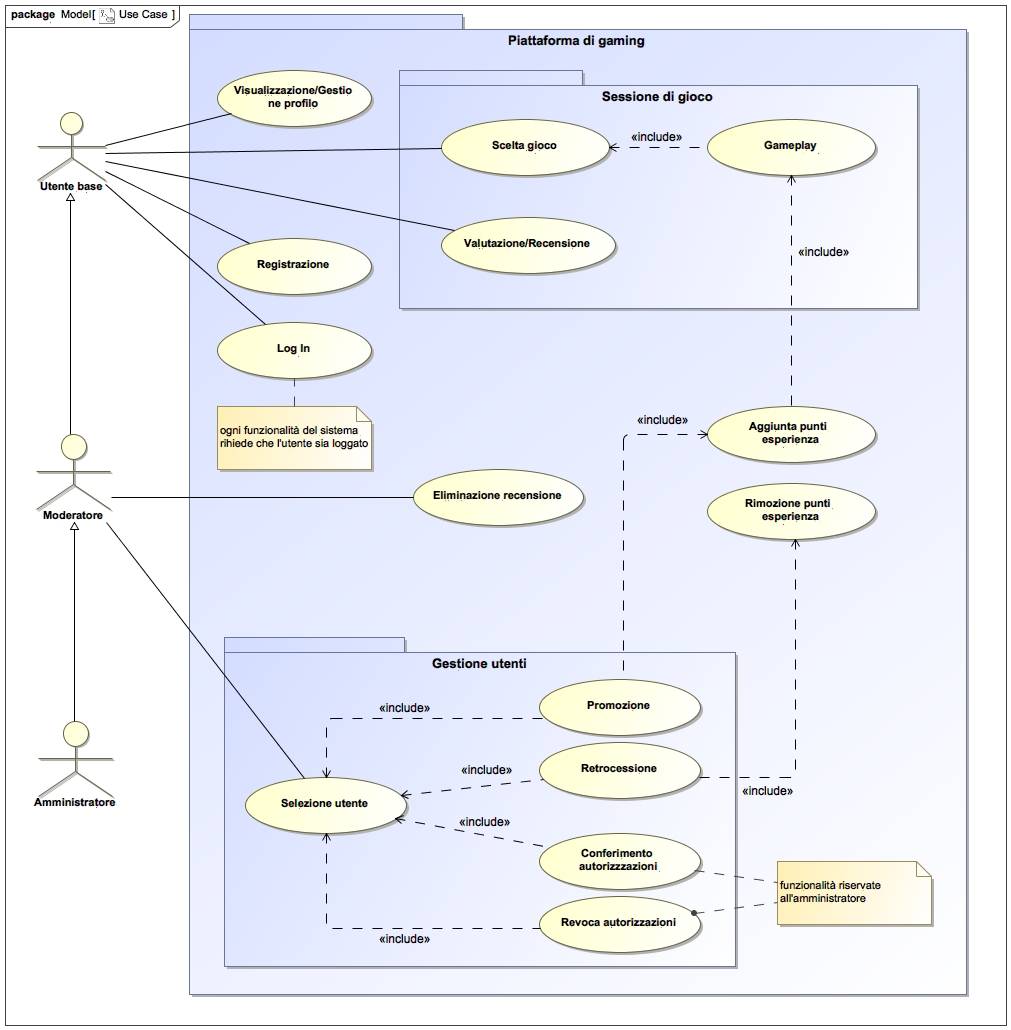 package Model[ Use Case ]
Piattaforma di gaming
Visualizzazione/Gestio
ne profilo
Sessione di gioco
Scelta gioco
«include»
Gameplay
Utente base
Valutazione/Recensione
«include»
Registrazione
Log In
ogni funzionalità del sistema
rihiede che l'utente sia loggato
«include»
Aggiunta punti
esperienza
Eliminazione recensione
Rimozione punti
esperienza
Moderatore
Gestione utenti
«include»
Promozione
«include»
Retrocessione
«include»
Selezione utente
Amministratore
«include»
Conferimento
autorizzzazioni
funzionalità riservate
all'amministratore
Revoca autorizzazioni
«include»